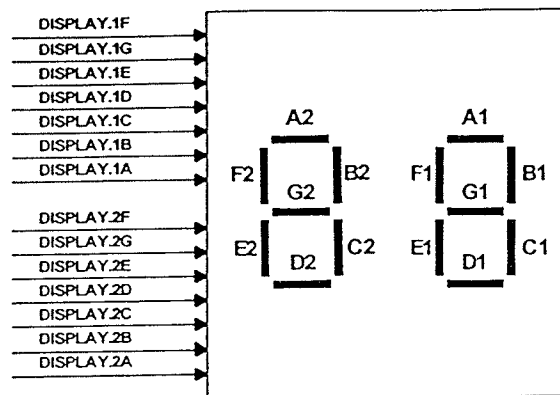 DISPLAY.1F
DISPLAY.1G
DISPLAY.1E
DISPLAY.1D
DISPLAY.1C
DISPLAY.1B
DISPLAY.1A
DISPLAY.2F
DISPLAY.2G
DISPLAY.2E
DISPLAY.2D
DISPLAY.2C
DISPLAY.2B
DISPLAY.2A
A2 A1
F2 B2 F1 B1
G2 G1
E2 C2 E1 C1
D2 D1